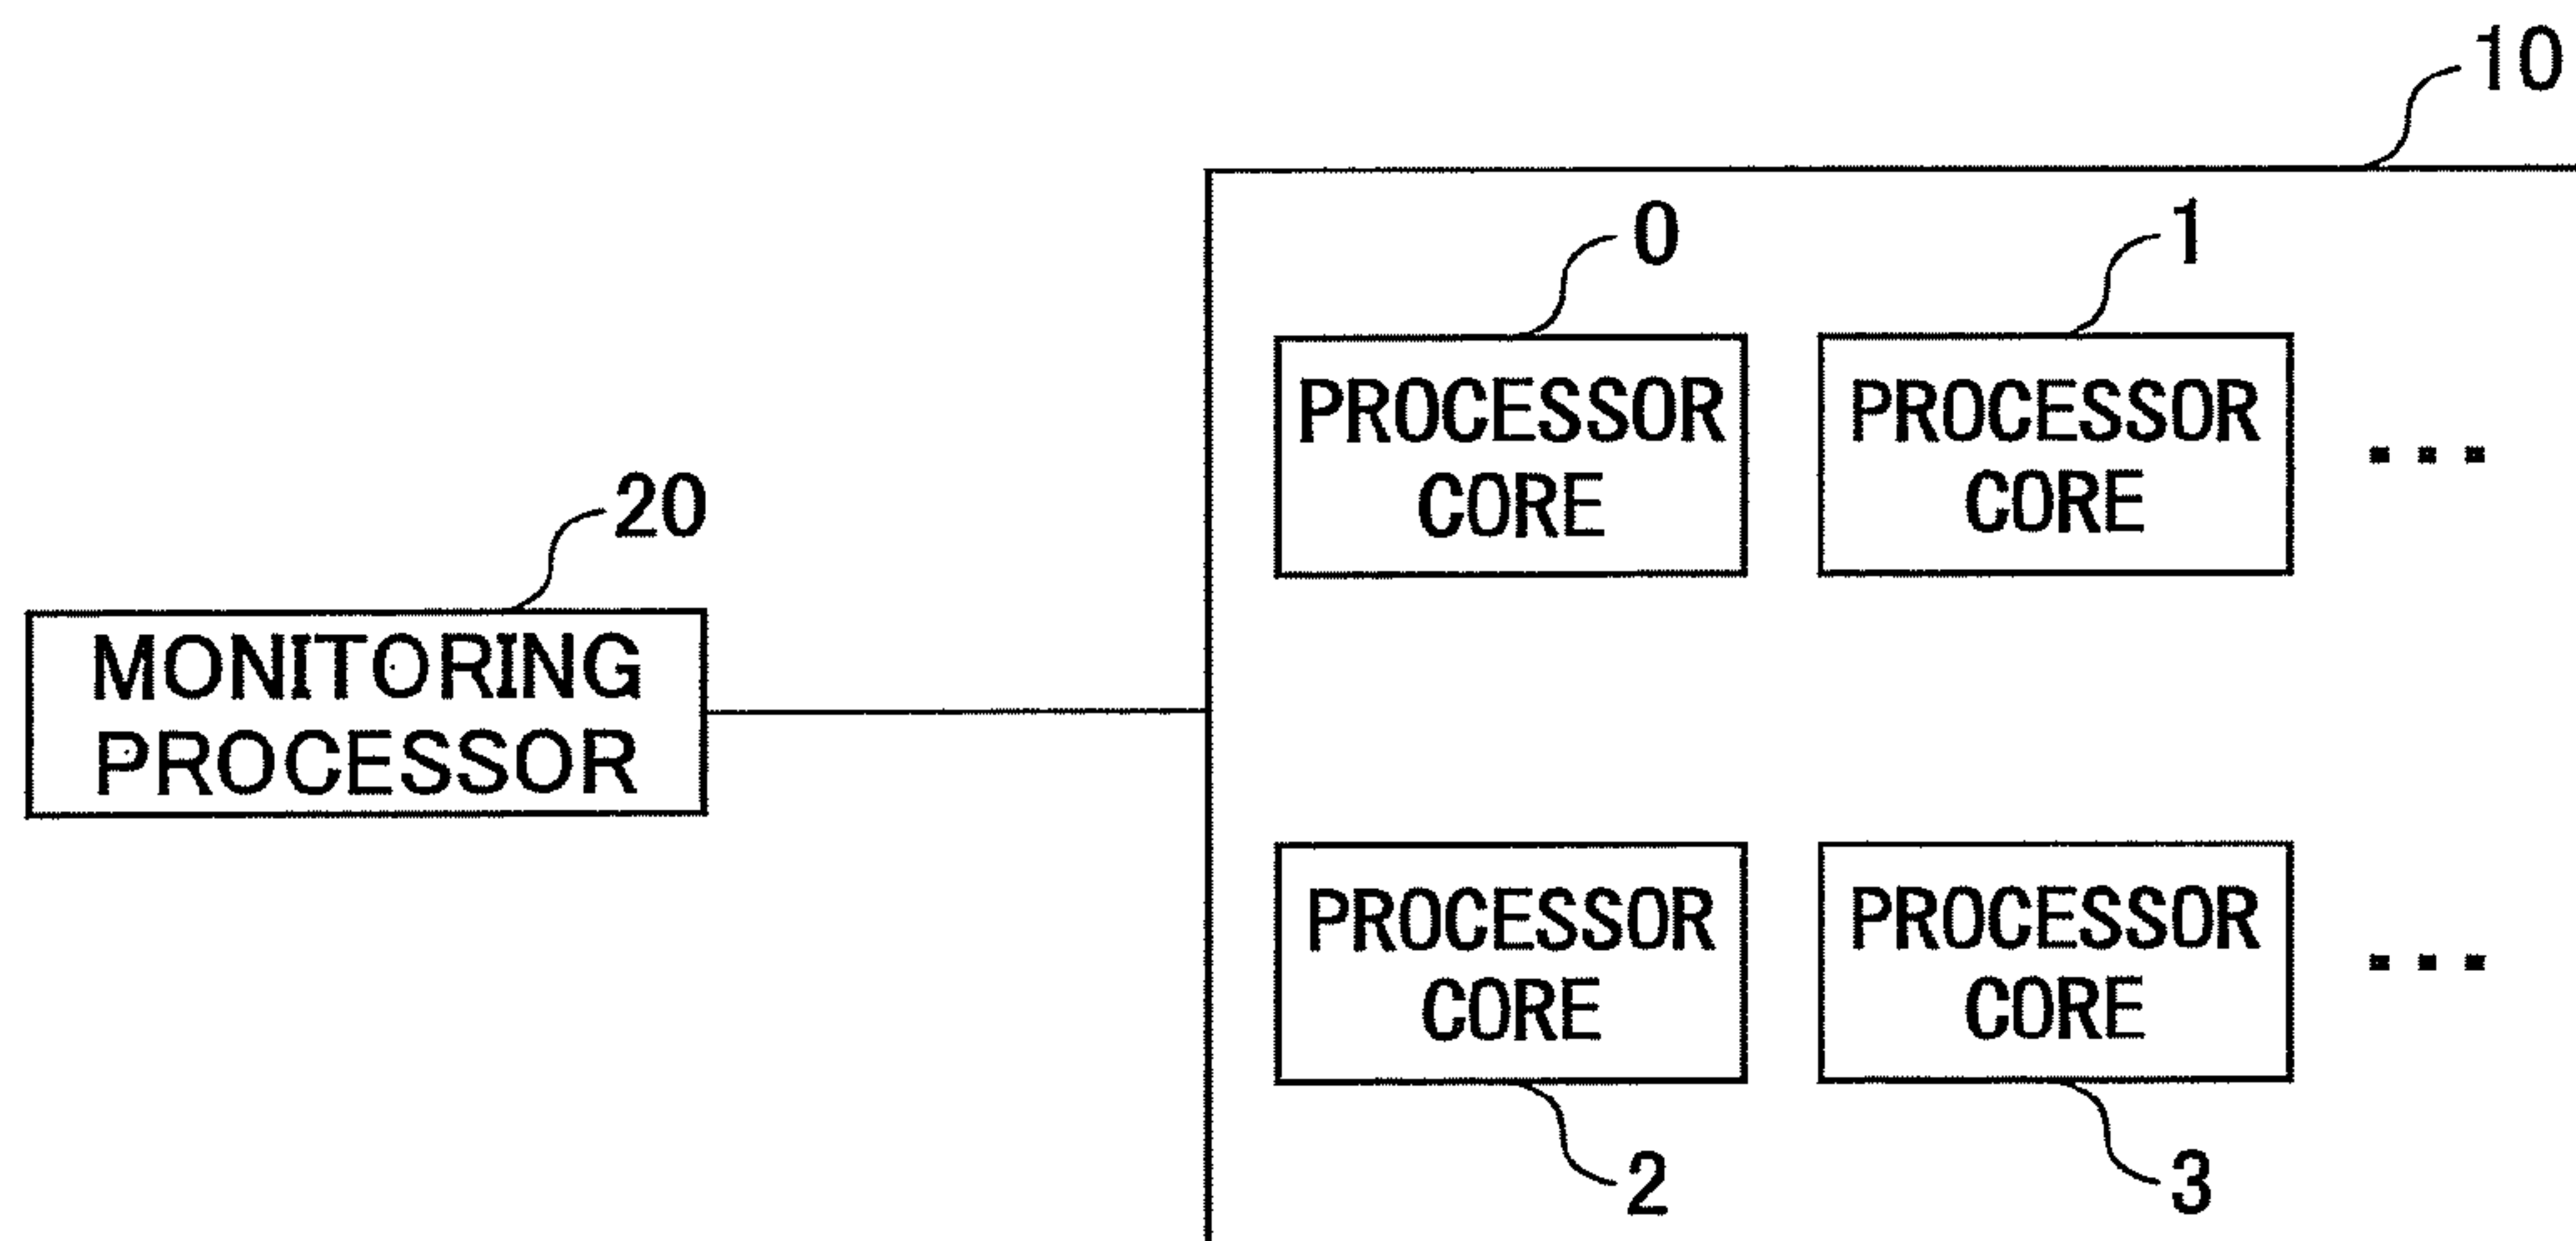 10
0
1
PROCESSOR
CORE
PROCESSOR
CORE
...
20
MONITORING
PROCESSOR
PROCESSOR
CORE
PROCESSOR
CORE
...
2
3